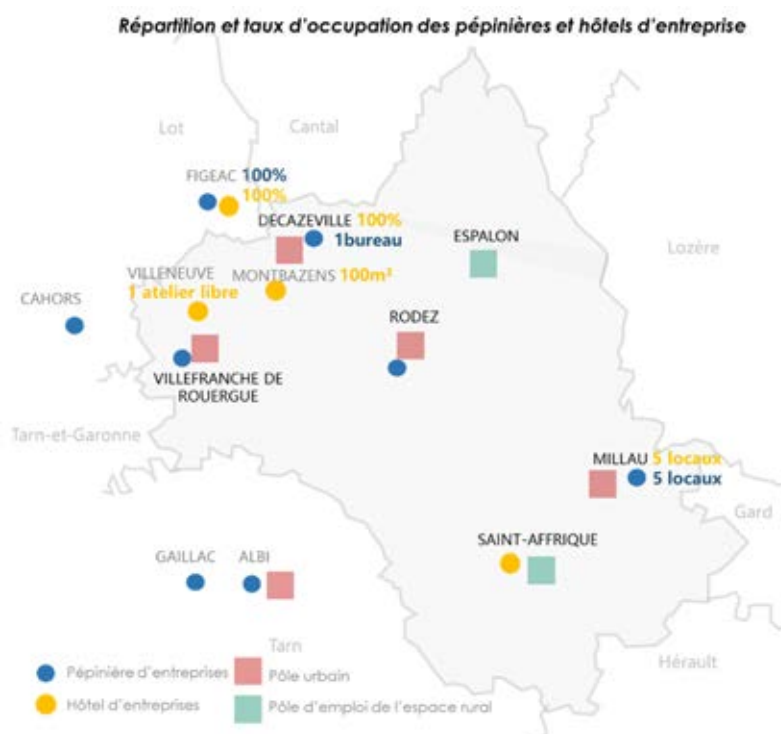 Répartition et taux d'occupation des pépinières et hôtels d'entreprise
Lot
Cantal
FIGEAC 100%
100%
DECAZEVILLE 100%
1bureau
ESPALON
Lozère
VILLENEUVE
1 atelier libre
MONTBAZENS 100m²
CAHORS
RODEZ
VILLEFRANCHE DE
ROUERGUE
Tarn-et-Garonne
MILLAU 5 locaux
5 locaux
Gard
SAINT-AFFRIQUE
GAILLAC
ALBI
Tarn
Hérault
Pépinière d'entreprises
Pôle urbain
Hôtel d'entreprises
Pôle d'emploi de l'espace rural